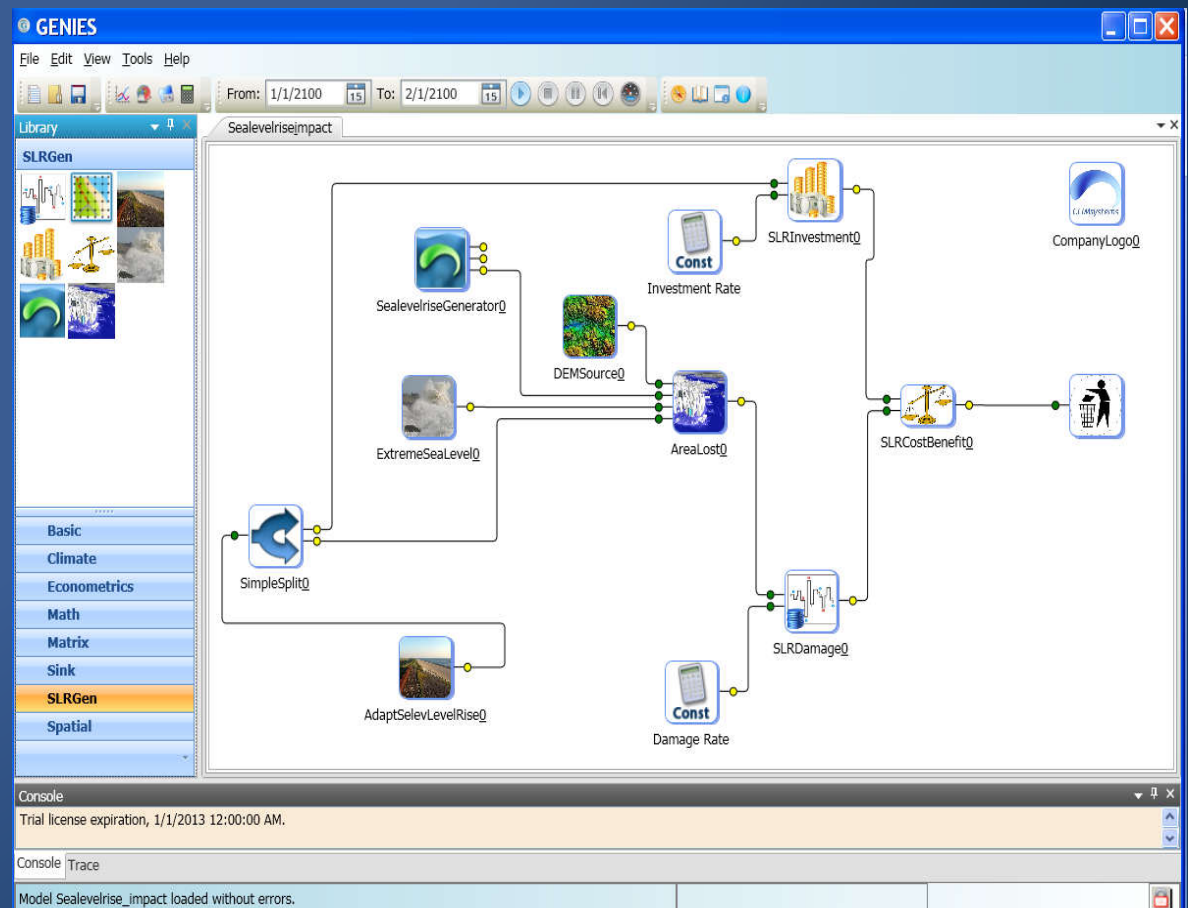 GENIES
File Edit View Tools Help
From: 1/1/2100 15 To: 2/1/2100 15
Library
SLRGen
Sealevelriseimpact
SLRInvestment0
Const
Investment Rate
CompanyLogo0
SealevelriseGenerator0
DEMSource0
ExtremeSeaLevel0
AreaLost0
SLRCostBenefit0
SimpleSplit0
AdaptSelevLevelRise0
SLRDamage0
Const
Damage Rate
Basic
Climate
Econometrics
Math
Matrix
Sink
SLRGen
Spatial
Console
Trial license expiration, 1/1/2013 12:00:00 AM.
Console Trace
Model Sealevelrise_impact loaded without errors.